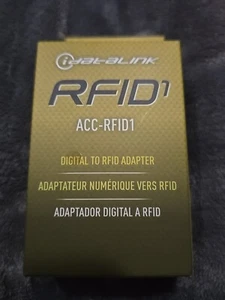 iDATALINK
RFID1
ACC-RFID1
DIGITAL TO RFID ADAPTER
ADAPTATEUR NUMÉRIQUE VERS RFID
ADAPTADOR DIGITAL A RFID